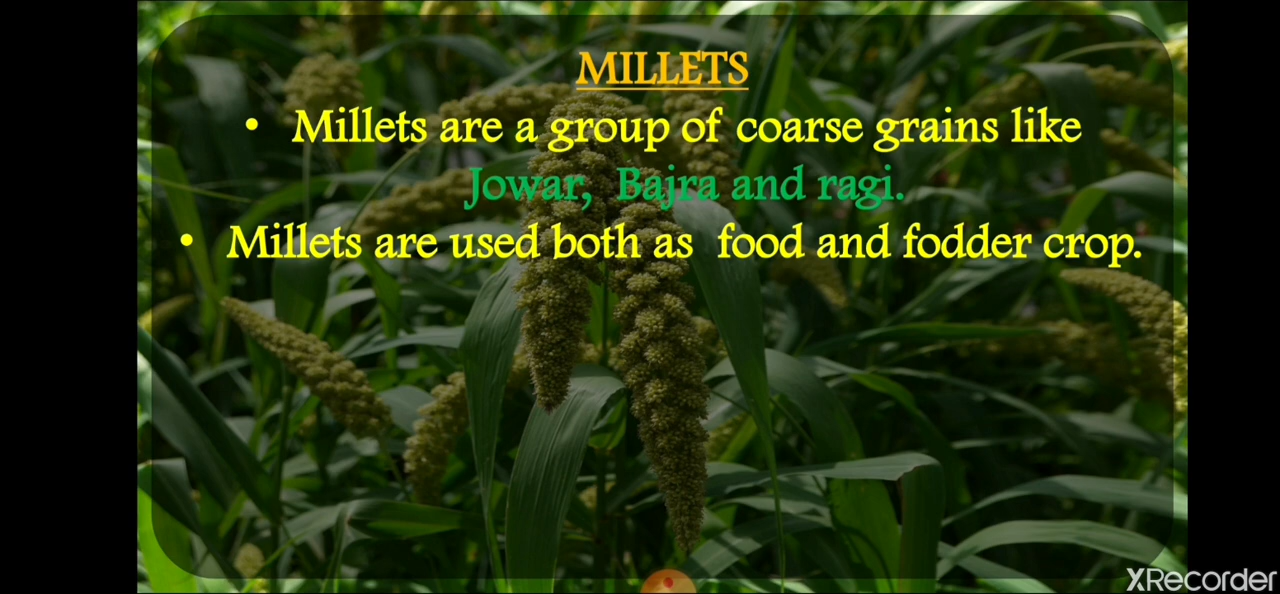 MILLETS
• Millets are a group of coarse grains like
Jowar, Bajra and ragi.
• Millets are used both as food and fodder crop.
XRecorder